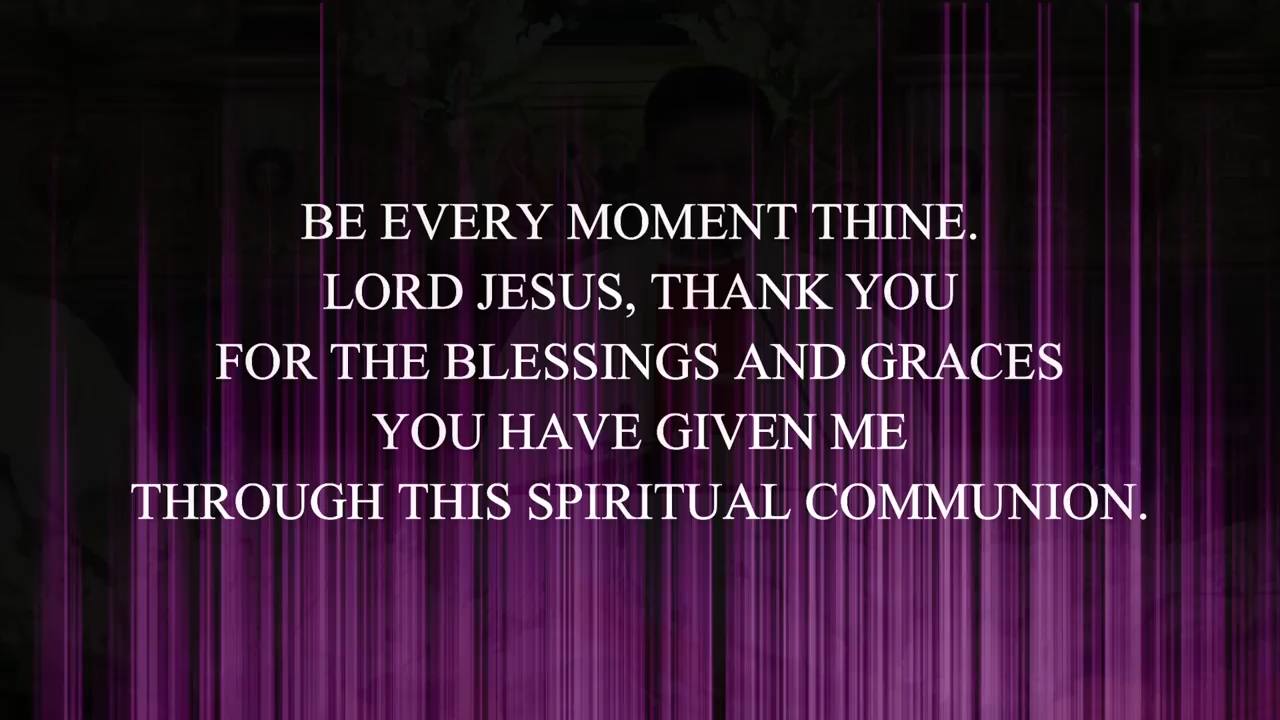 BE EVERY MOMENT THINE.
LORD JESUS, THANK YOU
FOR THE BLESSINGS AND GRACES
YOU HAVE GIVEN ME
THROUGH THIS SPIRITUAL COMMUNION.